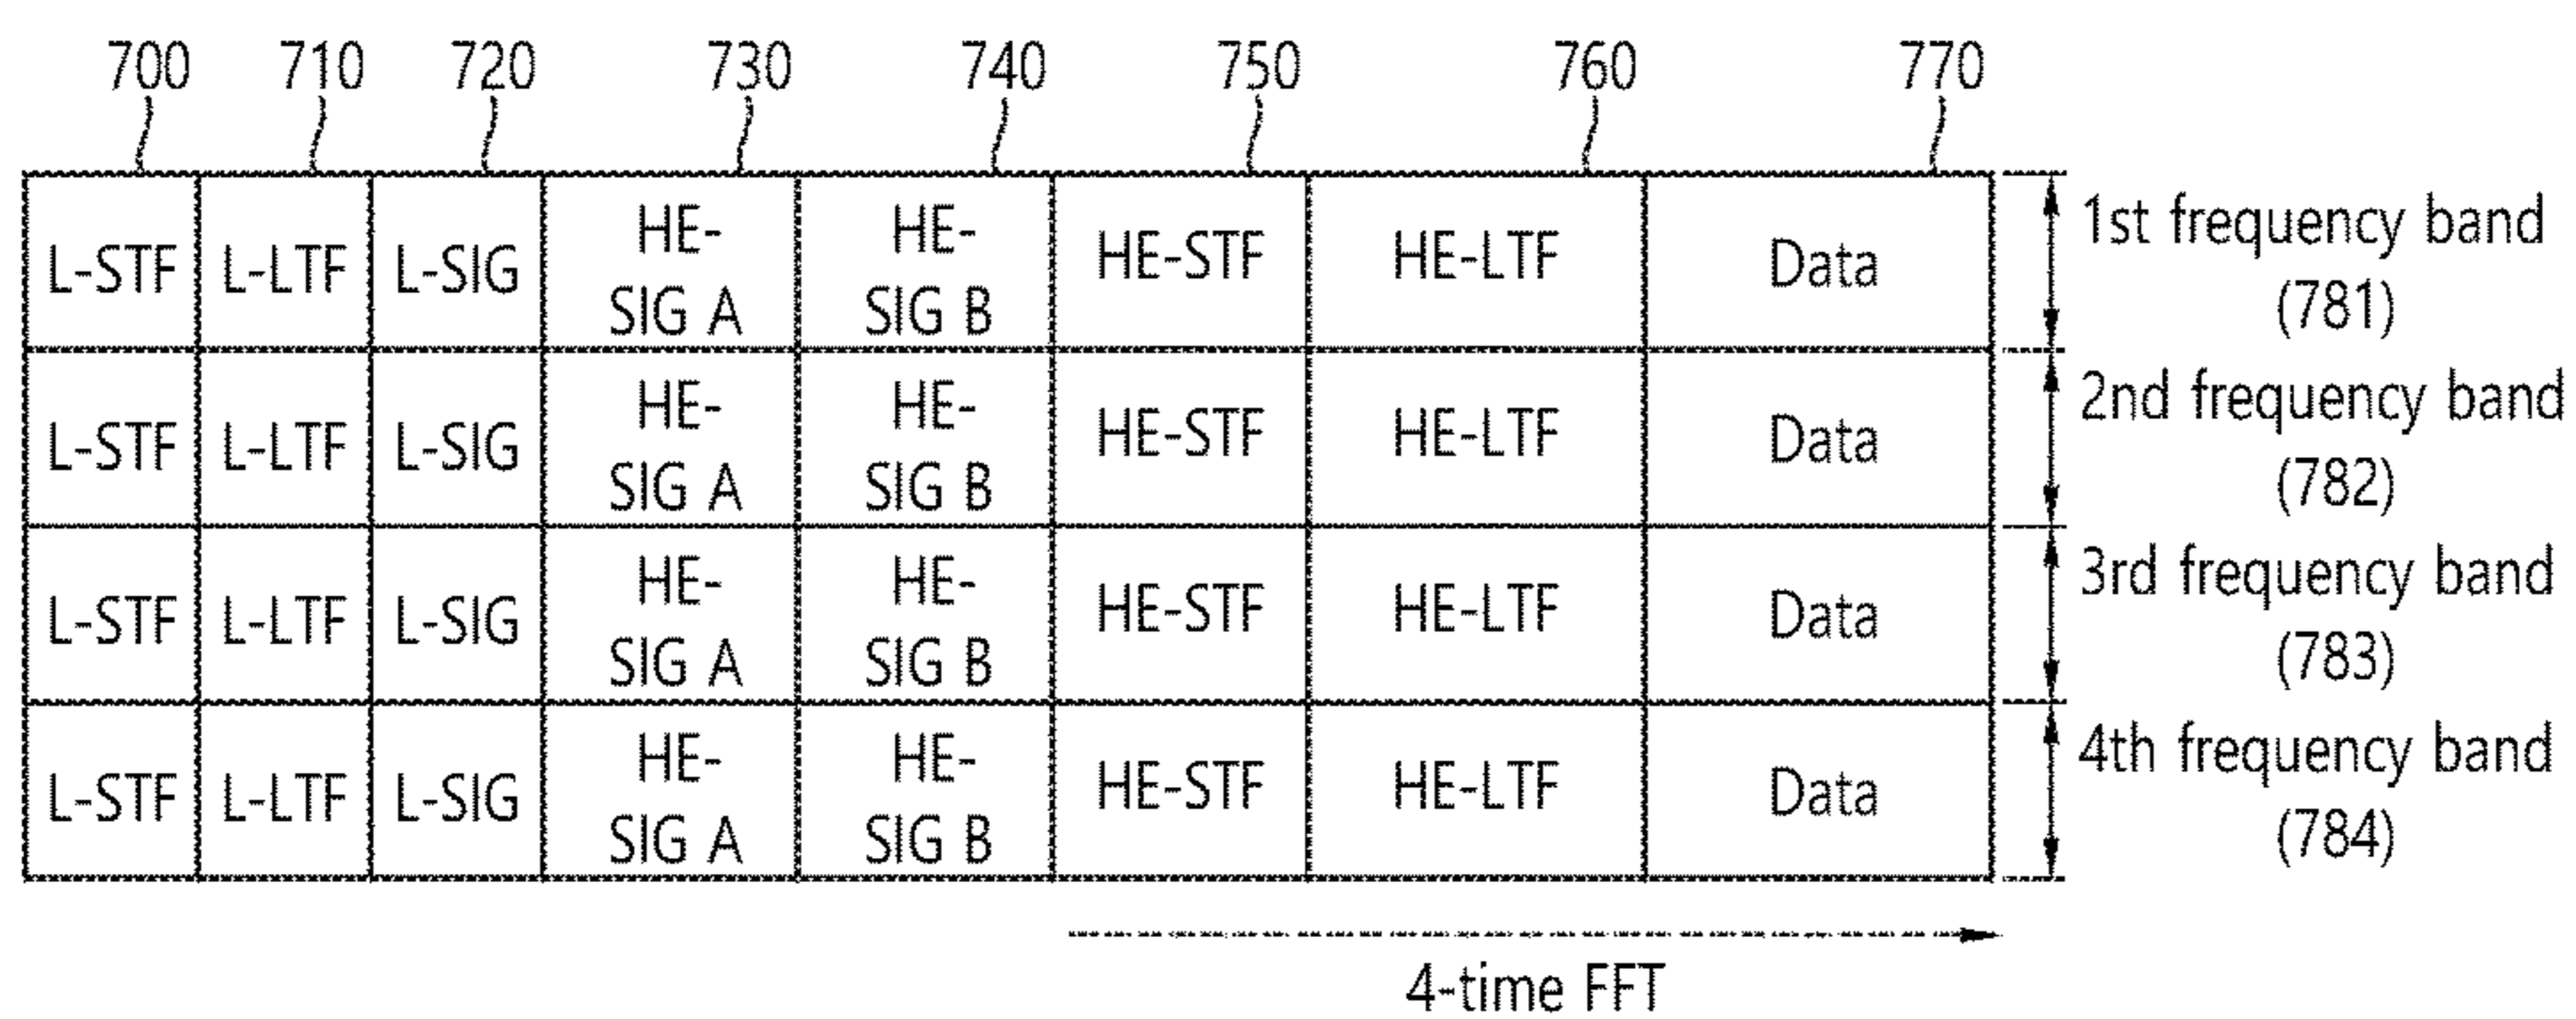 700 710 720 730 740 750 760 770
L-STF L-LTF L-SIG HE-SIG A HE-SIG B HE-STF HE-LTF Data 1st frequency band (781)
L-STF L-LTF L-SIG HE-SIG A HE-SIG B HE-STF HE-LTF Data 2nd frequency band (782)
L-STF L-LTF L-SIG HE-SIG A HE-SIG B HE-STF HE-LTF Data 3rd frequency band (783)
L-STF L-LTF L-SIG HE-SIG A HE-SIG B HE-STF HE-LTF Data 4th frequency band (784)
4-time FFT